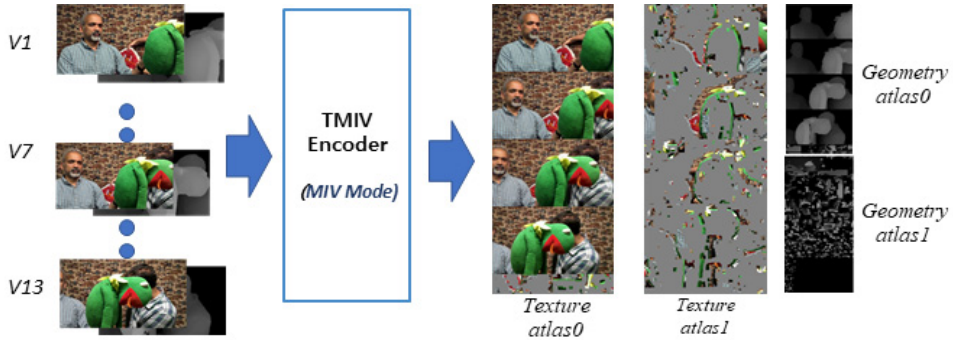 V1
V7
V13
TMIV
Encoder
(MIV Mode)
Texture
atlas0
Texture
atlas1
Geometry
atlas0
Geometry
atlas1